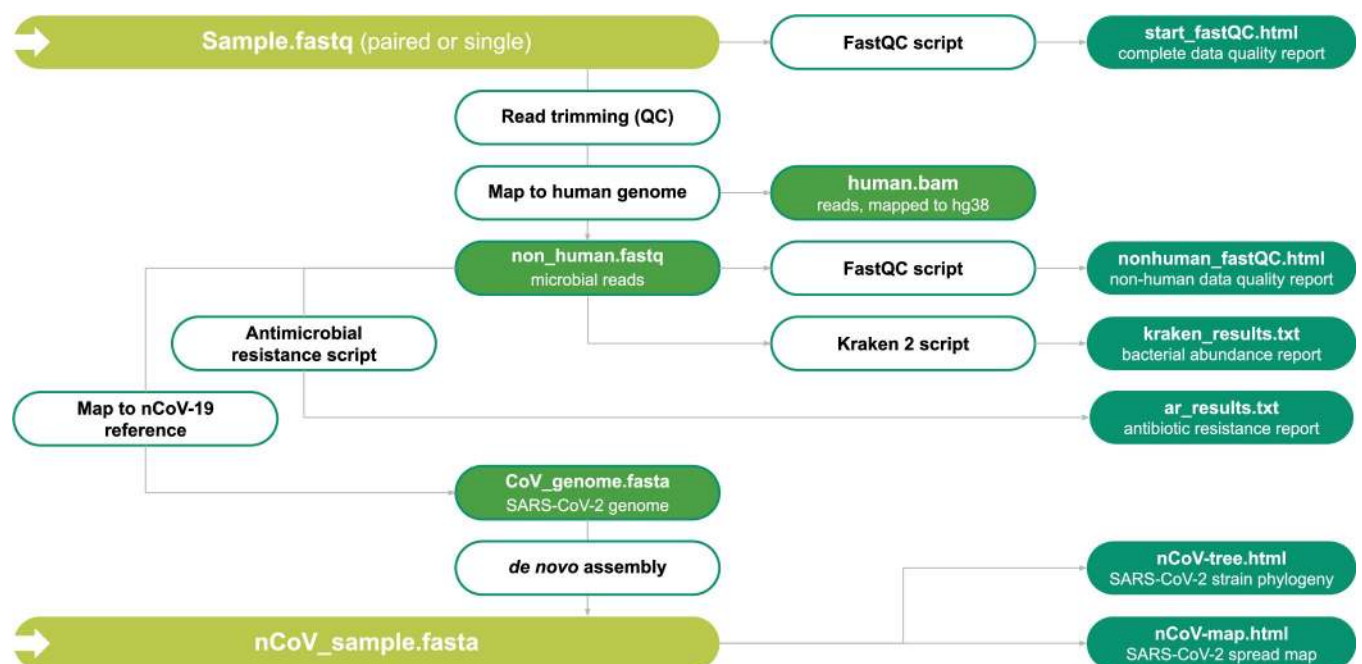 Sample.fastq (paired or single)
FastQC script
start_fastQC.html
complete data quality report
Read trimming (QC)
Map to human genome
human.bam
reads, mapped to hg38
non_human.fastq
microbial reads
FastQC script
nonhuman_fastQC.html
non-human data quality report
Antimicrobial
resistance script
Kraken 2 script
kraken_results.txt
bacterial abundance report
Map to nCoV-19
reference
ar_results.txt
antibiotic resistance report
CoV_genome.fasta
SARS-CoV-2 genome
de novo assembly
nCoV-tree.html
SARS-CoV-2 strain phylogeny
nCoV_sample.fasta
nCoV-map.html
SARS-CoV-2 spread map